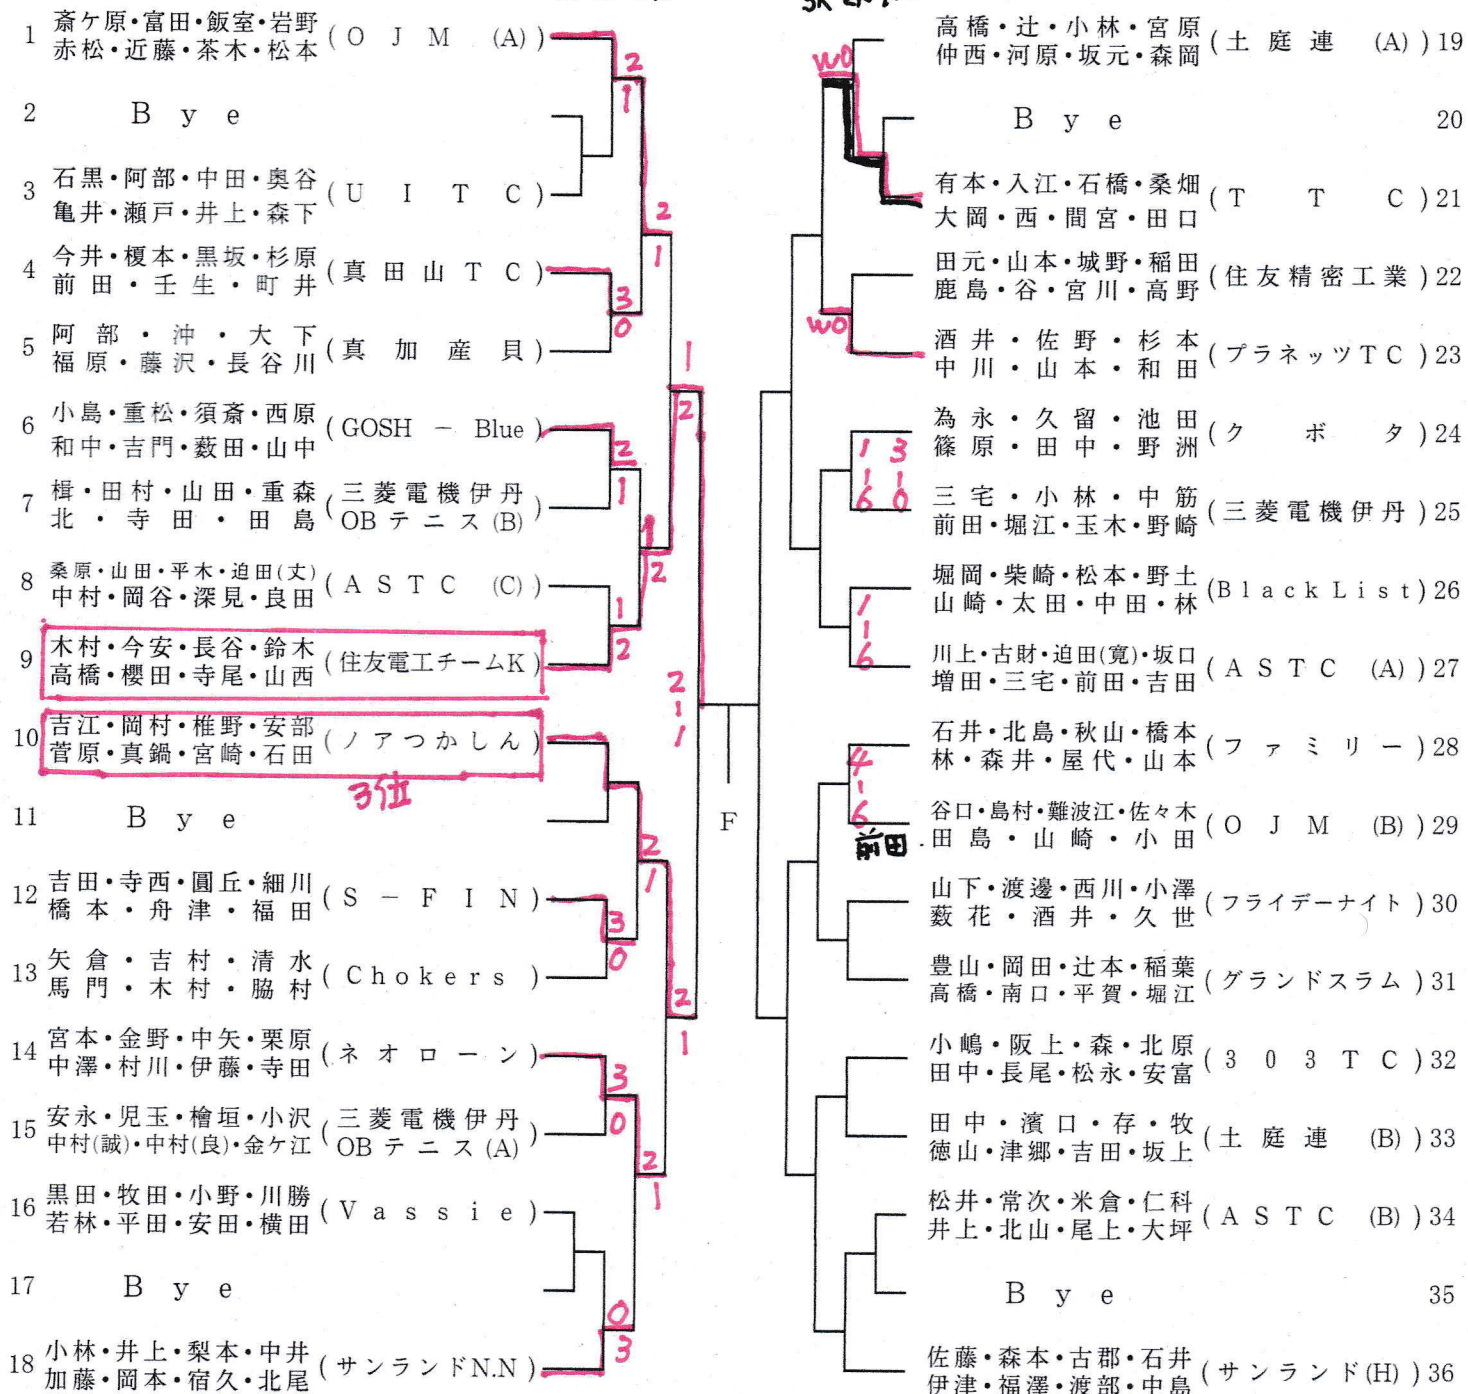 1 斎ケ原・富田・飯室・岩野
赤松・近藤・茶木・松本
(OJM (A))
2 Bye
3 石黒・阿部・中田・奥谷
亀井・瀬戸・井上・森下
(UITC)
4 今井・榎本・黒坂・杉原
前田・壬生・町井
(真田山TC)
5 阿部・沖・大下
福原・藤沢・長谷川
(真加産貝)
6 小島・重松・須斎・西原
和中・吉門・薮田・山中
(GOSH － Blue)
7 楫・田村・山田・重森
北・寺田・田島
(三菱電機伊丹
OBテニス(B))
8 桑原・山田・平木・迫田(丈)
中村・岡谷・深見・良田
(ASTC (C))
9 木村・今安・長谷・鈴木
高橋・櫻田・寺尾・山西
(住友電工チームK)
10 吉江・岡村・椎野・安部
菅原・真鍋・宮崎・石田
(ノアつかしん)
3位
11 Bye
12 吉田・寺西・圓丘・細川
橋本・舟津・福田
(S－FIN)
13 矢倉・吉村・清水
馬門・木村・脇村
(Chokers)
14 宮本・金野・中矢・栗原
中澤・村川・伊藤・寺田
(ネオローン)
15 安永・児玉・檜垣・小沢
中村(誠)・中村(良)・金ケ江
(三菱電機伊丹
OBテニス(A))
16 黒田・牧田・小野・川勝
若林・平田・安田・横田
(Vassie)
17 Bye
18 小林・井上・梨本・中井
加藤・岡本・宿久・北尾
(サンランドN.N)
2
1
2
1
3
0
1
2
2
1
1
2
1
2
2-1
2
1
3
0
2
1
3
0
2
1
0
3
F
高橋・辻・小林・宮原
仲西・河原・坂元・森岡
(土庭連 (A)) 19
WO
Bye 20
有本・入江・石橋・桑畑
大岡・西・間宮・田口
(TTC) 21
田元・山本・城野・稲田
鹿島・谷・宮川・高野
(住友精密工業) 22
WO
酒井・佐野・杉本
中川・山本・和田
(プラネッツTC) 23
為永・久留・池田
篠原・田中・野洲
(クボタ) 24
1-6 3-0
三宅・小林・中筋
前田・堀江・玉木・野崎
(三菱電機伊丹) 25
堀岡・柴崎・松本・野土
山崎・太田・中田・林
(BlackList) 26
1-6
川上・古財・迫田(寛)・坂口
増田・三宅・前田・吉田
(ASTC (A)) 27
石井・北島・秋山・橋本
林・森井・屋代・山本
(ファミリー) 28
4-6
谷口・島村・難波江・佐々木
前田・田島・山崎・小田
(OJM (B)) 29
山下・渡邊・西川・小澤
薮花・酒井・久世
(フライデーナイト) 30
豊山・岡田・辻本・稲葉
高橋・南口・平賀・堀江
(グランドスラム) 31
小嶋・阪上・森・北原
田中・長尾・松永・安富
(303TC) 32
田中・濱口・存・牧
徳山・津郷・吉田・坂上
(土庭連 (B)) 33
松井・常次・米倉・仁科
井上・北山・尾上・大坪
(ASTC (B)) 34
Bye 35
佐藤・森本・古郡・石井
伊津・福澤・渡部・中島
(サンランド(H)) 36